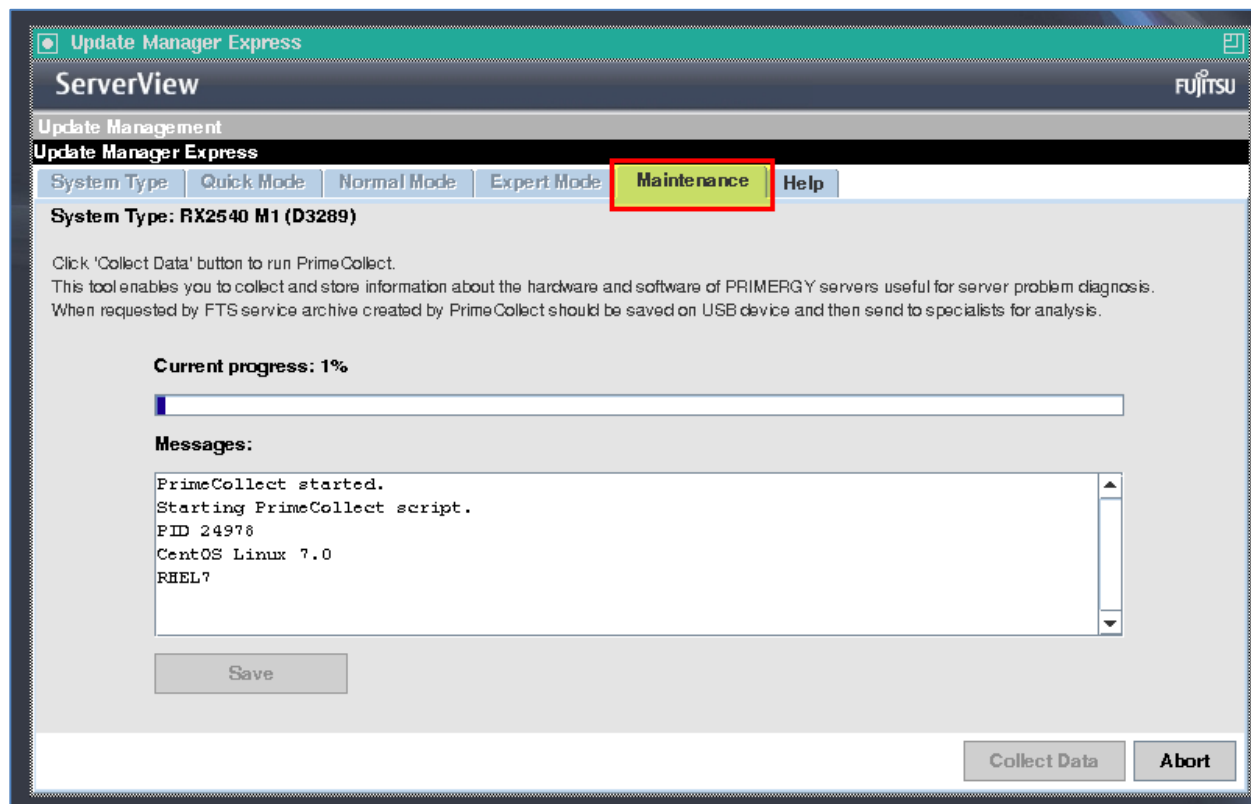 Update Manager Express
ServerView
FUJITSU
Update Management
Update Manager Express
System Type Quick Mode Normal Mode Expert Mode Maintenance Help
System Type: RX2540 M1 (D3289)
Click 'Collect Data' button to run PrimeCollect.
This tool enables you to collect and store information about the hardware and software of PRIMERGY servers useful for server problem diagnosis.
When requested by FTS service archive created by PrimeCollect should be saved on USB device and then send to specialists for analysis.
Current progress: 1%
Messages:
PrimeCollect started.
Starting PrimeCollect script.
PID 24978
CentOS Linux 7.0
RHEL7
Save
Collect Data Abort